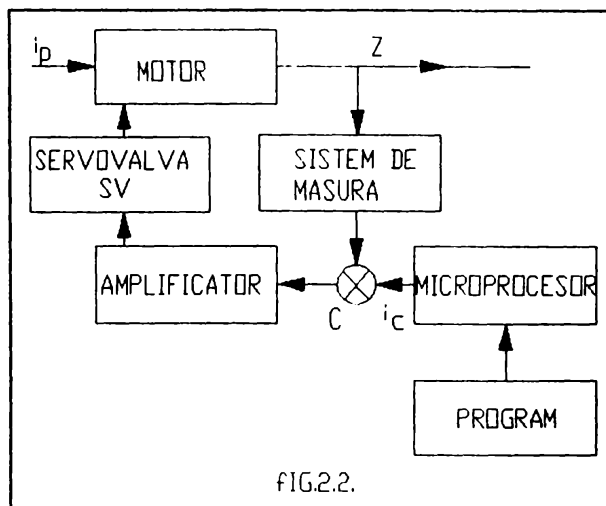 ip
MOTOR
Z
SERVOVALVA
SV
SISTEM DE
MASURA
AMPLIFICATOR
C
ic
MICROPROCESOR
PROGRAM
FIG.2.2.